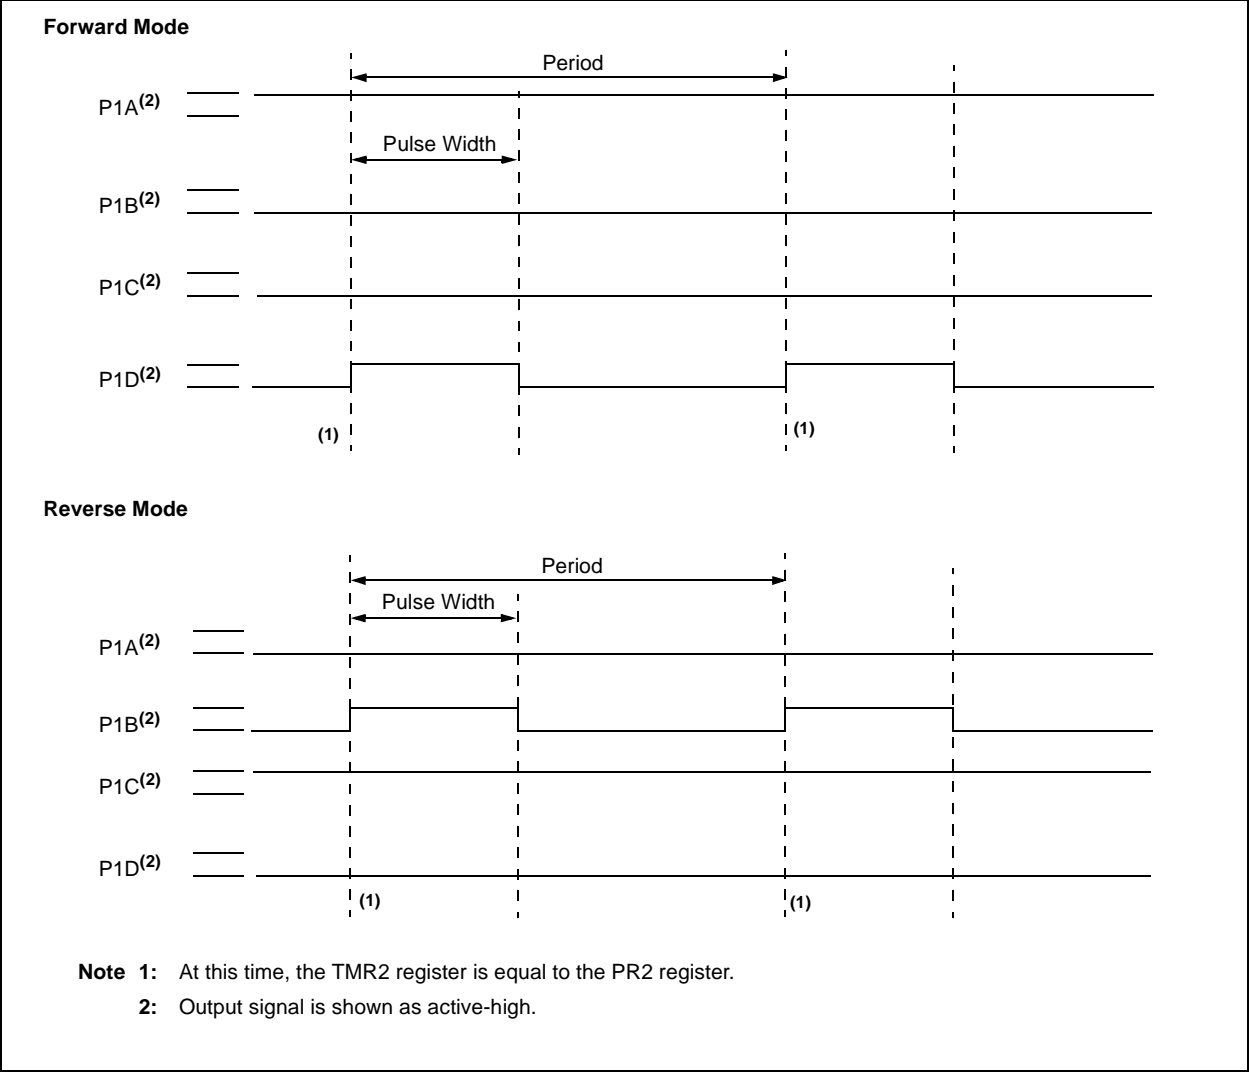 Forward Mode
Period
P1A(2)
Pulse Width
P1B(2)
P1C(2)
P1D(2)
(1)
(1)
Reverse Mode
Period
Pulse Width
P1A(2)
P1B(2)
P1C(2)
P1D(2)
(1)
(1)
Note 1: At this time, the TMR2 register is equal to the PR2 register.
2: Output signal is shown as active-high.